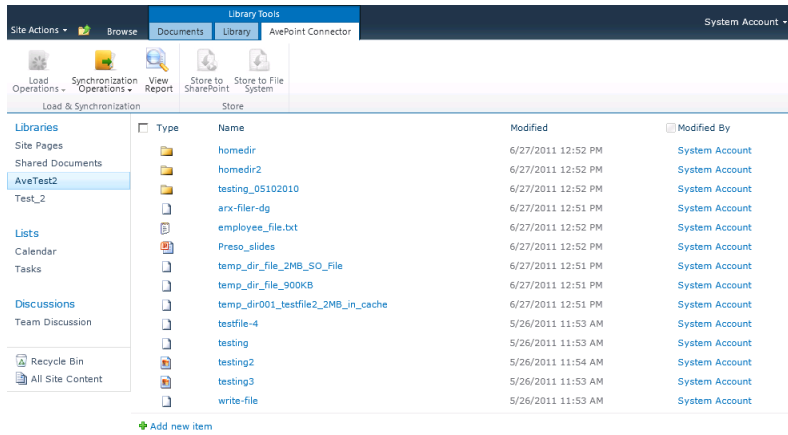 Library Tools
System Account
Site Actions Browse Documents Library AvePoint Connector
Load Operations
Synchronization Operations
View Report
Store to SharePoint
Store to File System
Load & Synchronization
Store
Libraries
Site Pages
Shared Documents
AveTest2
Test_2
Lists
Calendar
Tasks
Discussions
Team Discussion
Recycle Bin
All Site Content
Type Name Modified Modified By
homedir 6/27/2011 12:52 PM System Account
homedir2 6/27/2011 12:52 PM System Account
testing_05102010 6/27/2011 12:52 PM System Account
arx-filer-dg 6/27/2011 12:51 PM System Account
employee_file.txt 6/27/2011 12:52 PM System Account
Preso_slides 6/27/2011 12:52 PM System Account
temp_dir_file_2MB_SO_File 6/27/2011 12:51 PM System Account
temp_dir_file_900KB 6/27/2011 12:51 PM System Account
temp_dir001_testfile2_2MB_in_cache 6/27/2011 12:51 PM System Account
testfile-4 5/26/2011 11:53 AM System Account
testing 5/26/2011 11:53 AM System Account
testing2 5/26/2011 11:54 AM System Account
testing3 5/26/2011 11:53 AM System Account
write-file 5/26/2011 11:53 AM System Account
Add new item